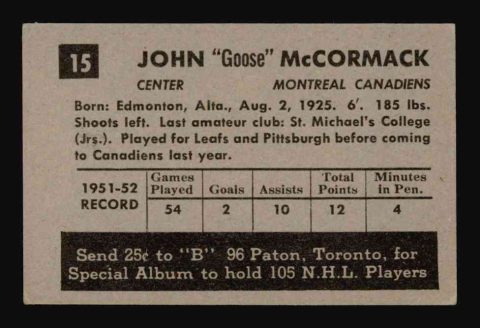 15 JOHN "Goose" McCORMACK
CENTER MONTREAL CANADIENS
Born: Edmonton, Alta., Aug. 2, 1925. 6'. 185 lbs.
Shoots left. Last amateur club: St. Michael's College
(Jrs.). Played for Leafs and Pittsburgh before coming
to Canadiens last year.
1951-52 RECORD
Games Played Goals Assists Total Points Minutes in Pen.
54 2 10 12 4
Send 25¢ to "B" 96 Paton, Toronto, for
Special Album to hold 105 N.H.L. Players